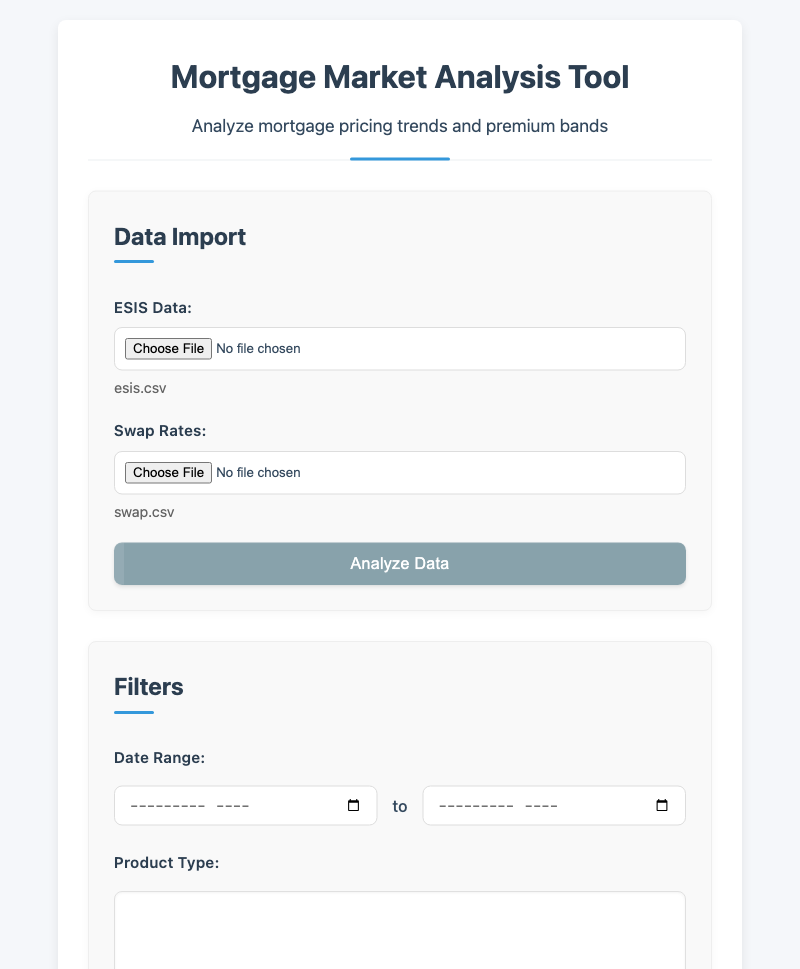 Mortgage Market Analysis Tool
Analyze mortgage pricing trends and premium bands
Data Import
ESIS Data:
Choose File No file chosen
esis.csv
Swap Rates:
Choose File No file chosen
swap.csv
Analyze Data
Filters
Date Range:
--------- ---- to --------- ----
Product Type: